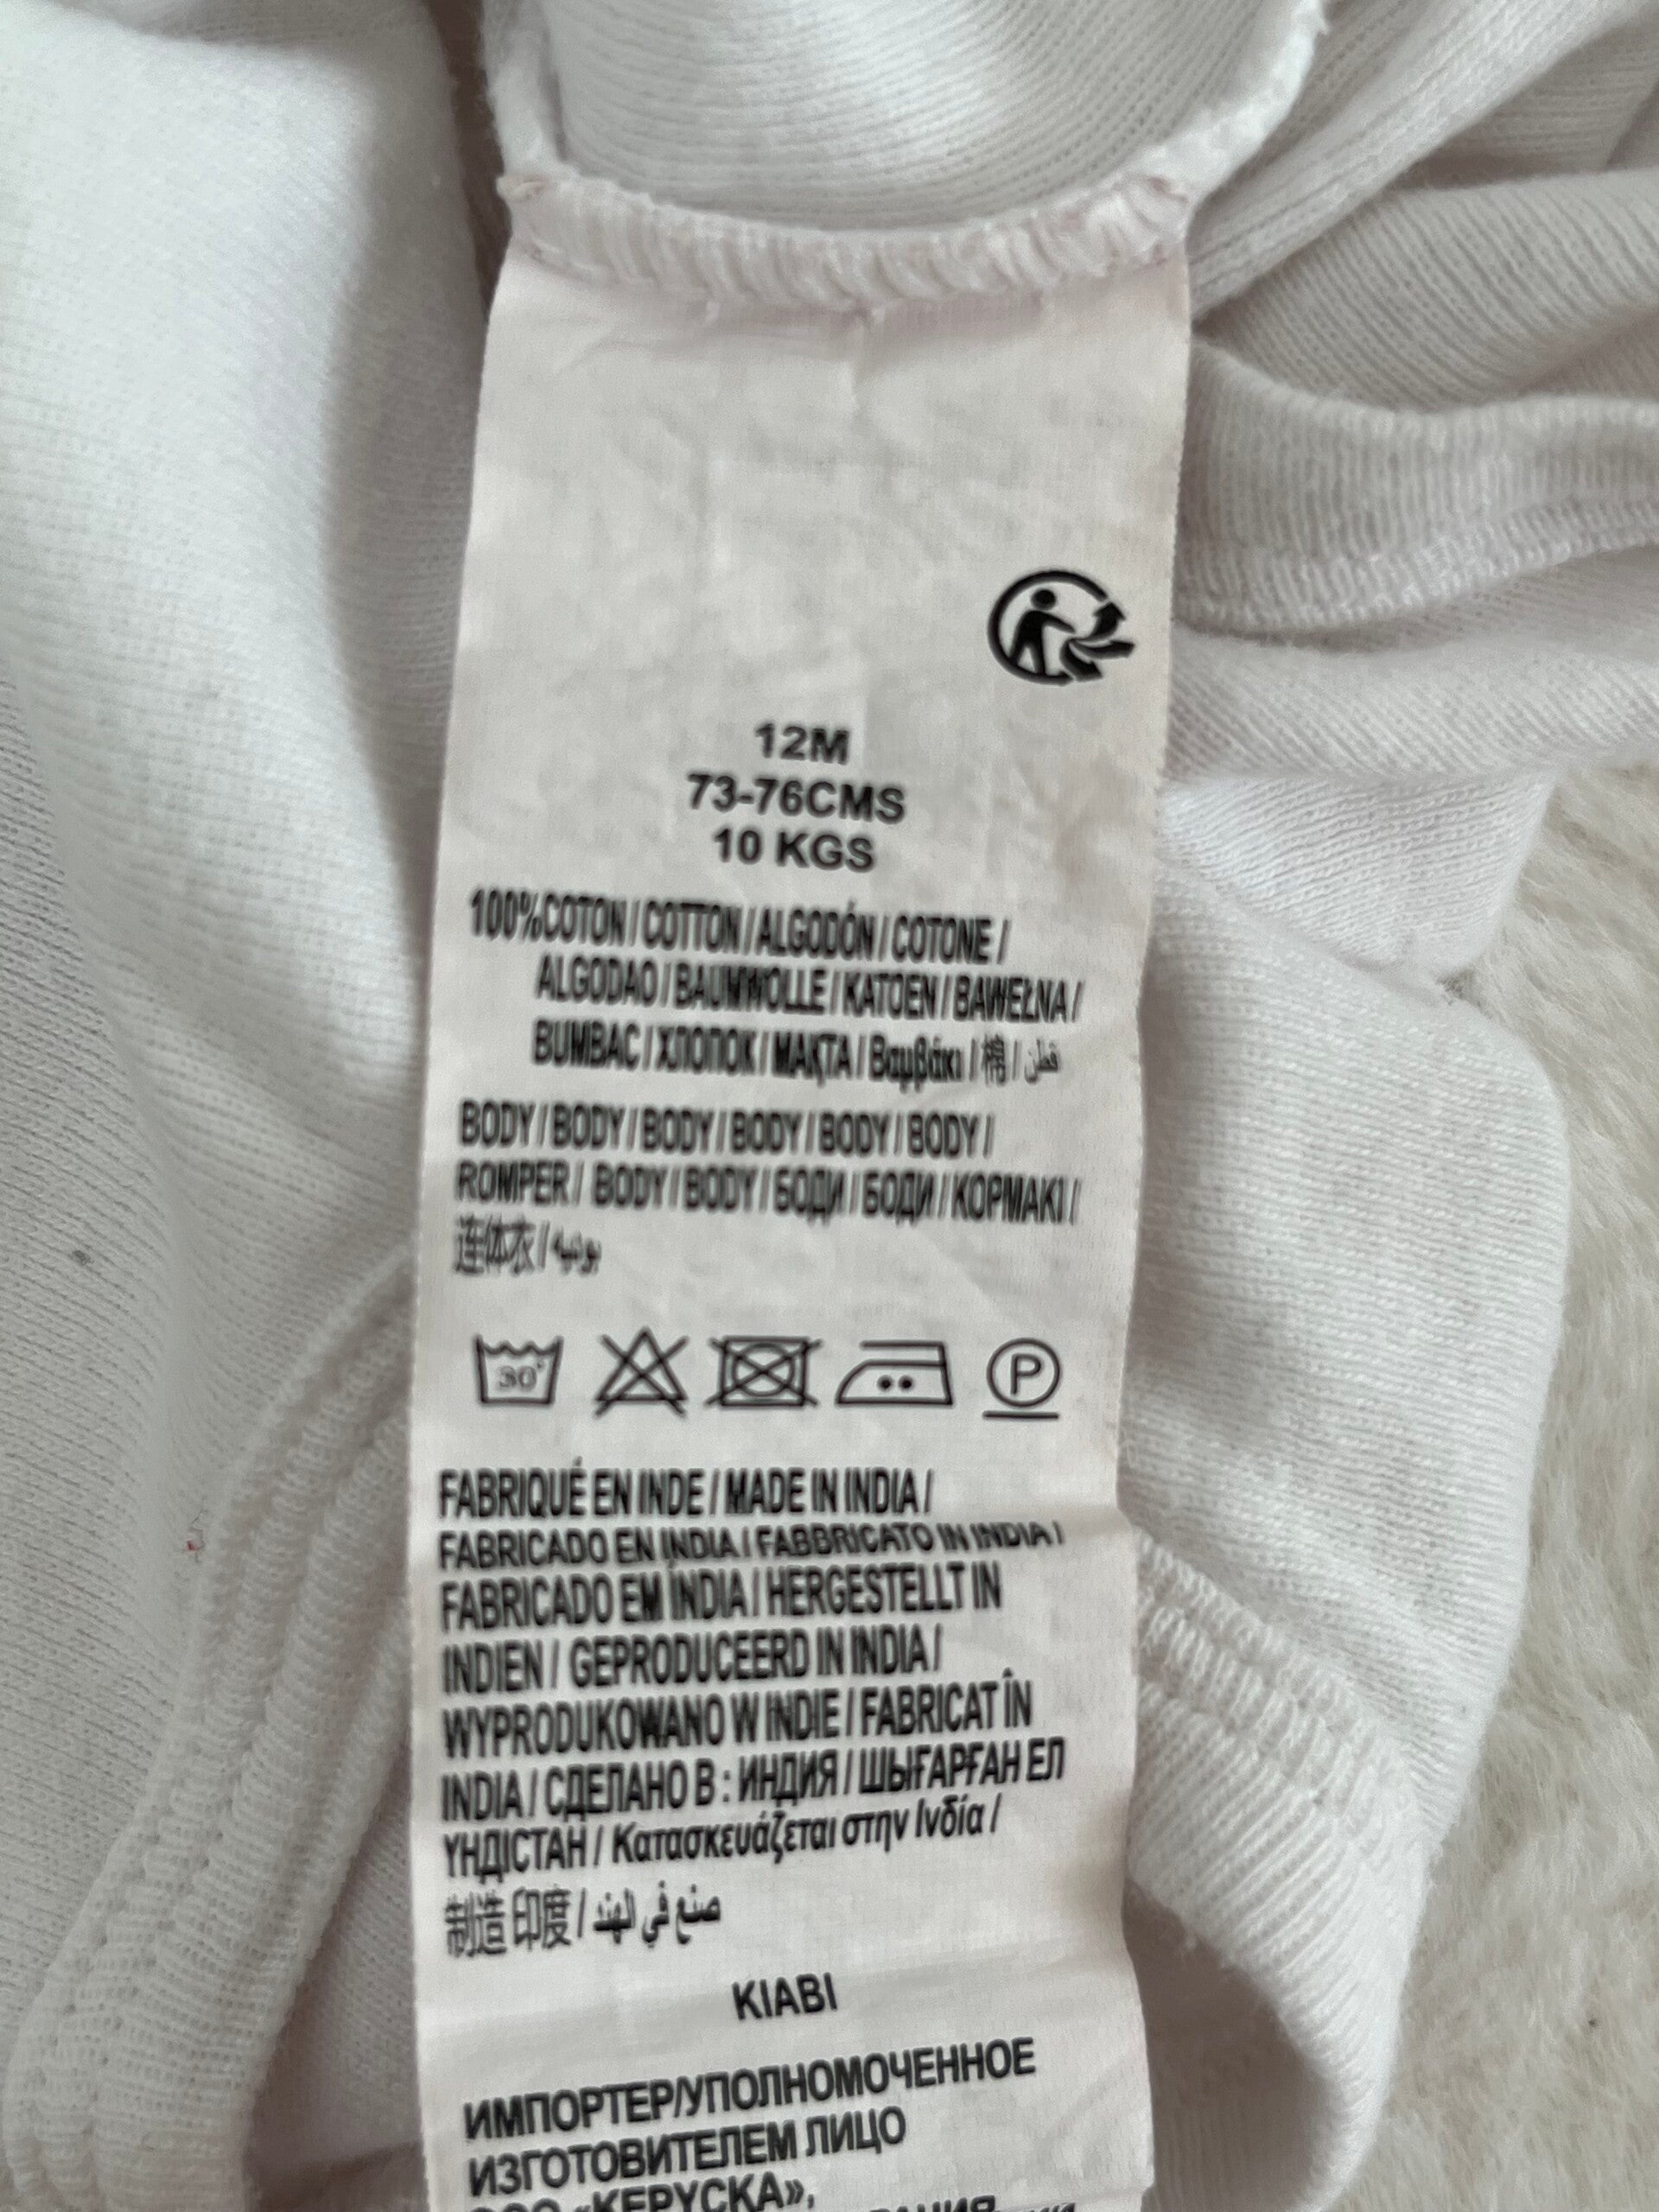 12M
73-76CMS
10 KGS
100%COTON / COTTON / ALGODÓN / COTONE /
ALGODAO / BAUMWOLLE / KATOEN / BAWEŁNA /
BUMBAC / ХЛОПОК / МАҚТА / Βαμβάκι / 棉 / قطن
BODY / BODY / BODY / BODY / BODY / BODY /
ROMPER / BODY / BODY / БОДИ / БОДИ / ΚΟΡΜΑΚΙ /
连体衣 /
30°
P
FABRIQUÉ EN INDE / MADE IN INDIA /
FABRICADO EN INDIA / FABBRICATO IN INDIA /
FABRICADO EM ÍNDIA / HERGESTELLT IN
INDIEN / GEPRODUCEERD IN INDIA /
WYPRODUKOWANO W INDIE / FABRICAT ÎN
INDIA / СДЕЛАНО В : ИНДИЯ / ШЫҒАРҒАН ЕЛ
ҮНДІСТАН / Κατασκευάζεται στην Ινδία /
制造 印度 / صنع في الهند
KIABI
ИМПОРТЕР/УПОЛНОМОЧЕННОЕ
ИЗГОТОВИТЕЛЕМ ЛИЦО
ООО «КЕРУСКА»,